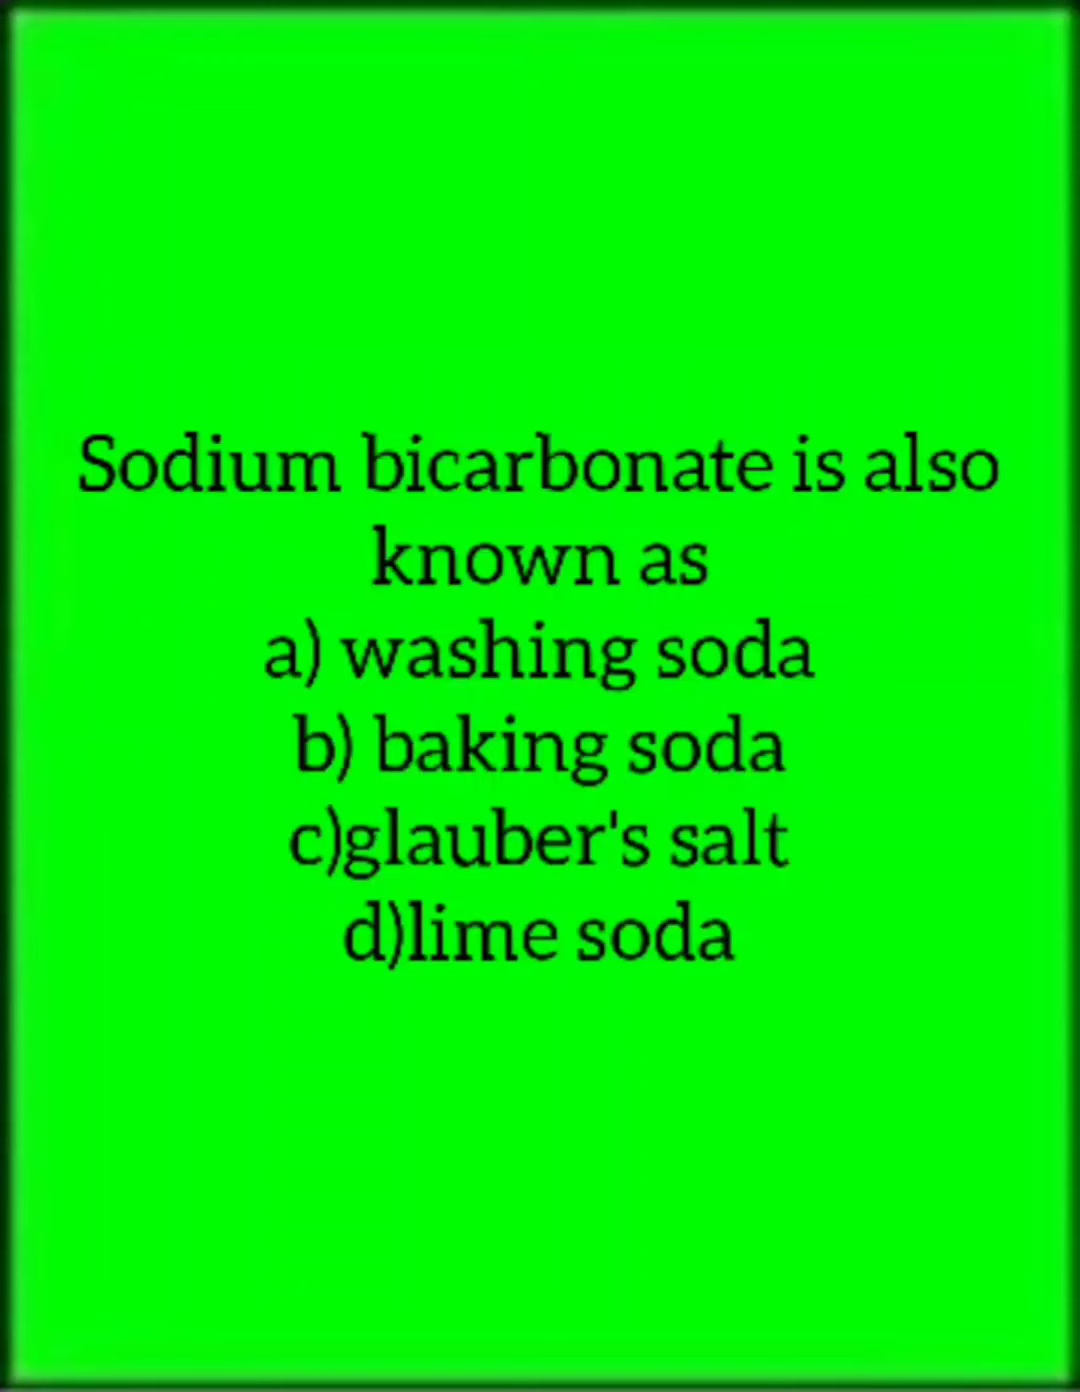 Sodium bicarbonate is also
known as
a) washing soda
b) baking soda
c)glauber's salt
d)lime soda